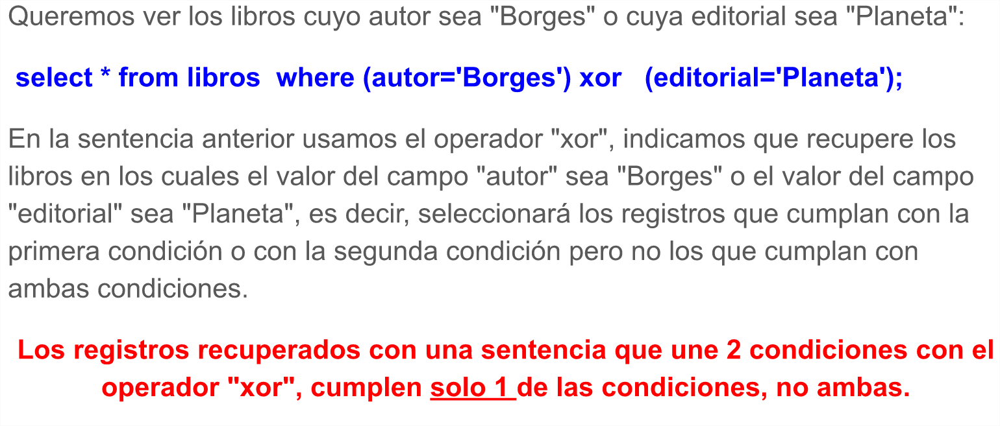 Queremos ver los libros cuyo autor sea "Borges" o cuya editorial sea "Planeta":
select * from libros  where (autor='Borges') xor   (editorial='Planeta');
En la sentencia anterior usamos el operador "xor", indicamos que recupere los
libros en los cuales el valor del campo "autor" sea "Borges" o el valor del campo
"editorial" sea "Planeta", es decir, seleccionará los registros que cumplan con la
primera condición o con la segunda condición pero no los que cumplan con
ambas condiciones.
Los registros recuperados con una sentencia que une 2 condiciones con el
operador "xor", cumplen solo 1 de las condiciones, no ambas.